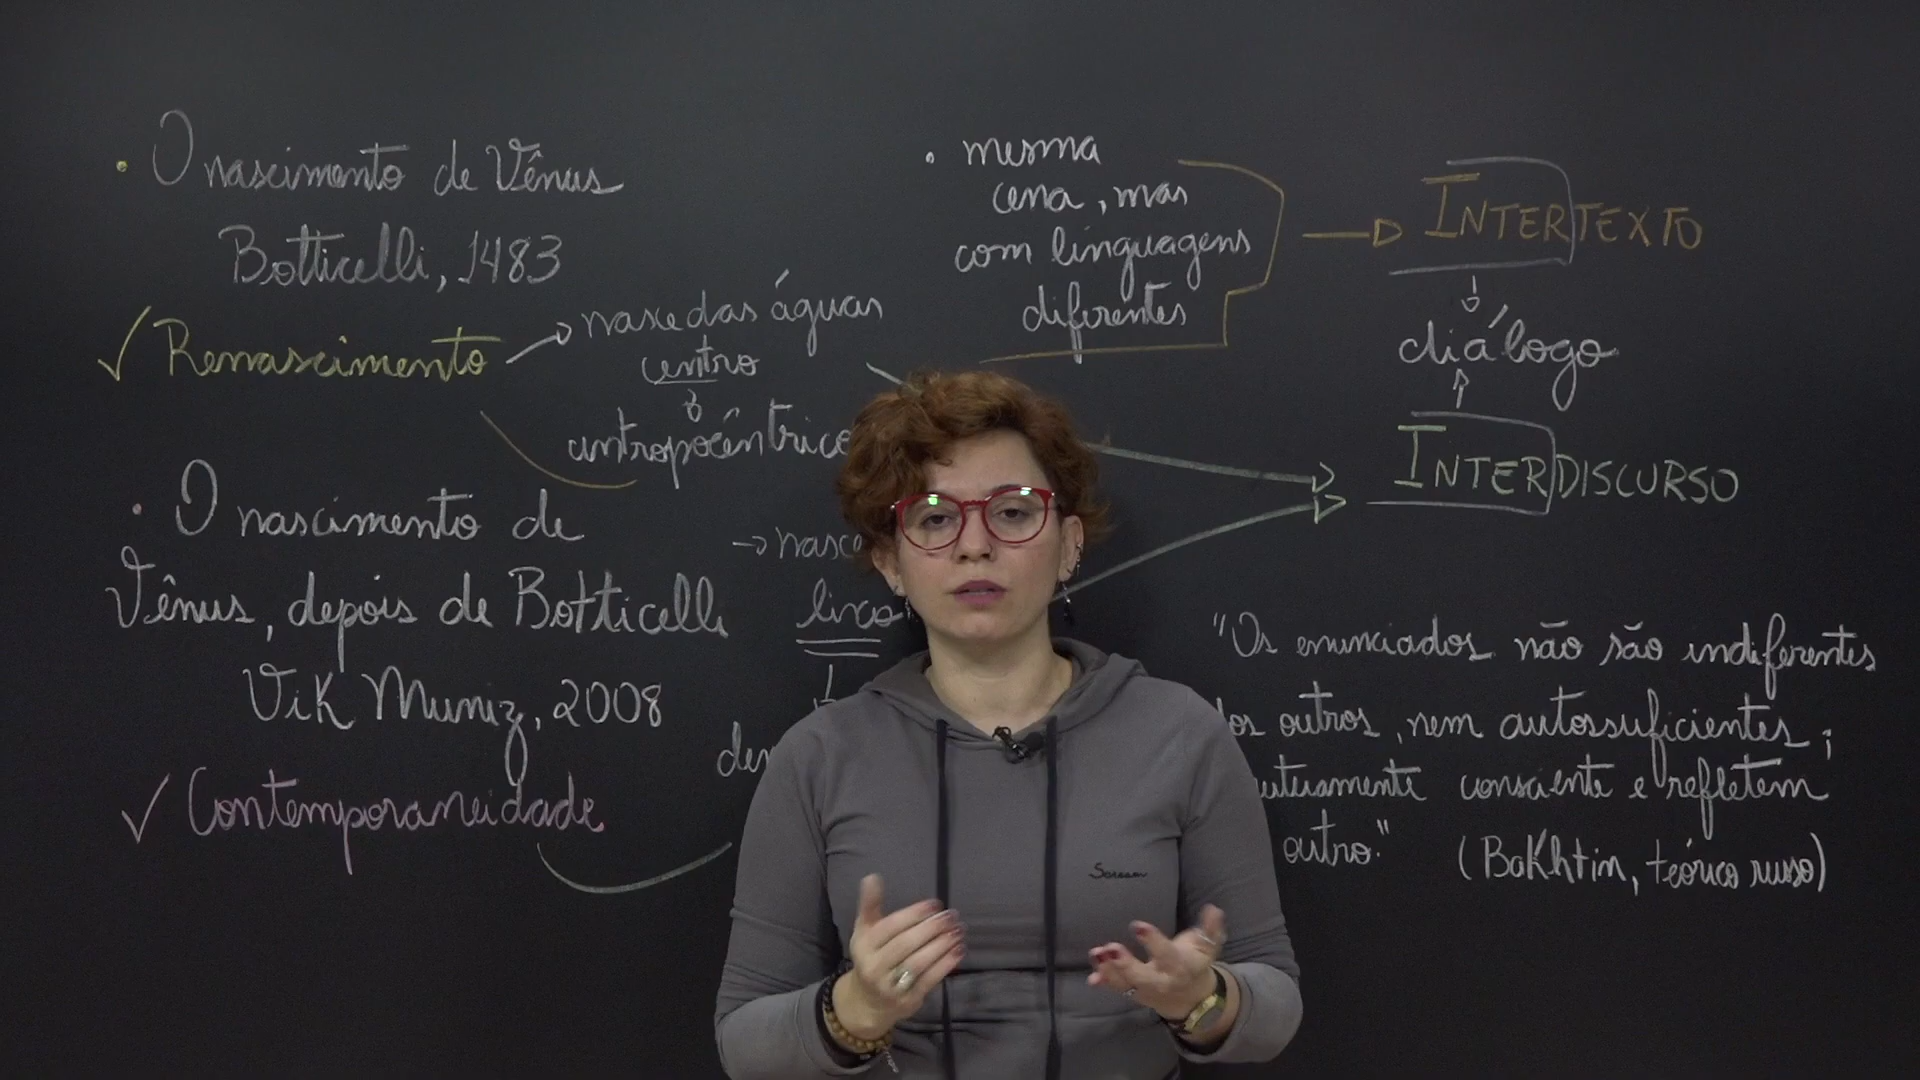 • O nascimento de Vênus
Botticelli, 1483
✓ Renascimento
nasce das águas
centro
antropocêntrico
• O nascimento de
Vênus, depois de Botticelli
Vik Muniz, 2008
✓ Contemporaneidade
→ nasce
lixo
• mesma
cena, mas
com linguagens
diferentes
INTERTEXTO
diálogo
INTERDISCURSO
"Os enunciados não são indiferentes
outros, nem autossuficientes;
consciente e refletem
outro."
(Bakhtin, teórico russo)